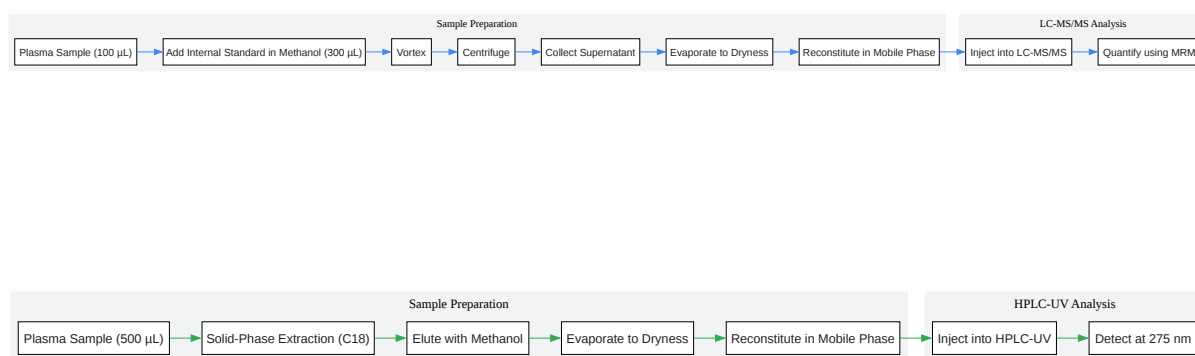 Sample Preparation
LC-MS/MS Analysis
Plasma Sample (100 µL)
Add Internal Standard in Methanol (300 µL)
Vortex
Centrifuge
Collect Supernatant
Evaporate to Dryness
Reconstitute in Mobile Phase
Inject into LC-MS/MS
Quantify using MRM
Sample Preparation
HPLC-UV Analysis
Plasma Sample (500 µL)
Solid-Phase Extraction (C18)
Elute with Methanol
Evaporate to Dryness
Reconstitute in Mobile Phase
Inject into HPLC-UV
Detect at 275 nm